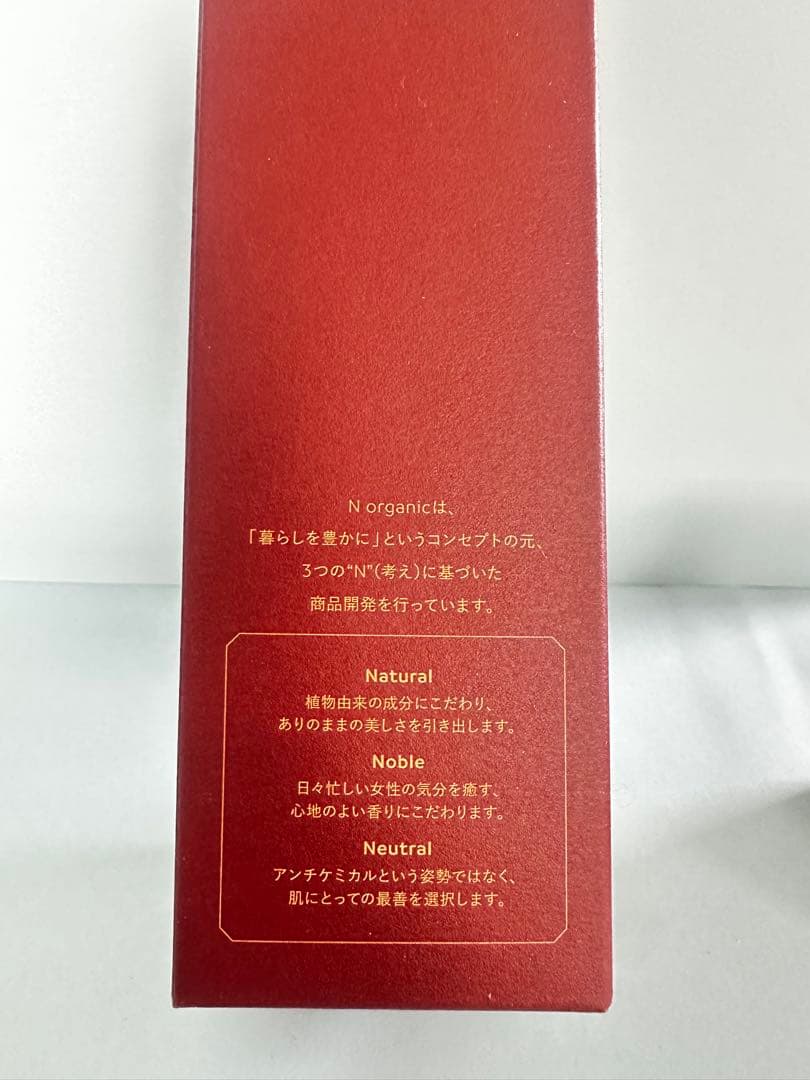 N organicは、
「暮らしを豊かに」というコンセプトの元、
3つの“N”(考え)に基づいた
商品開発を行っています。
Natural
植物由来の成分にこだわり、
ありのままの美しさを引き出します。
Noble
日々忙しい女性の気分を癒す、
心地のよい香りにこだわります。
Neutral
アンチケミカルという姿勢ではなく、
肌にとっての最善を選択します。